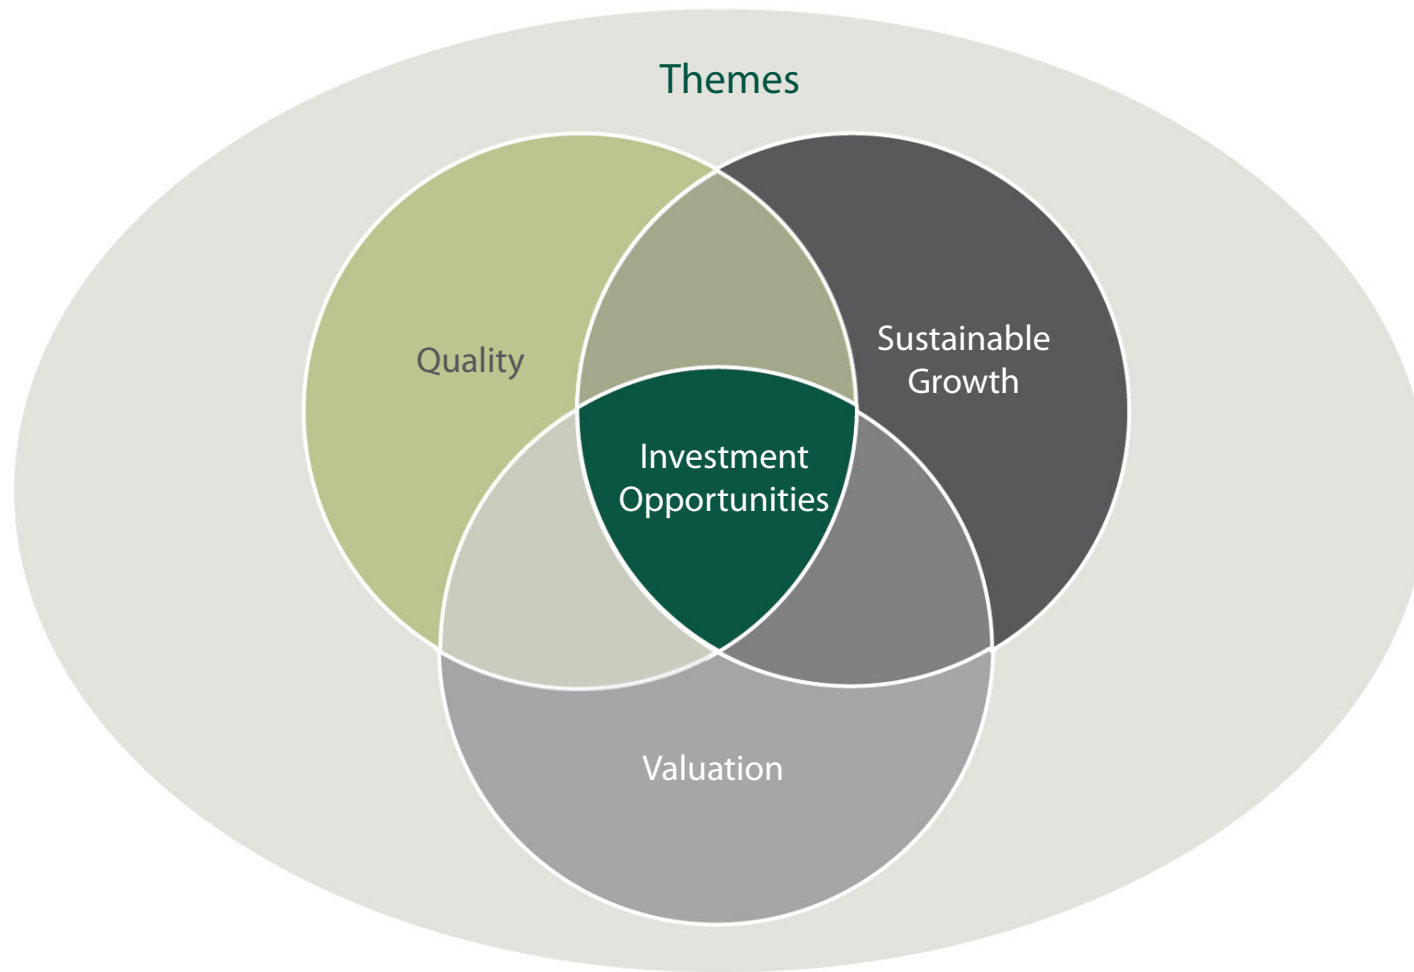 Themes
Quality
Sustainable
Growth
Investment
Opportunities
Valuation